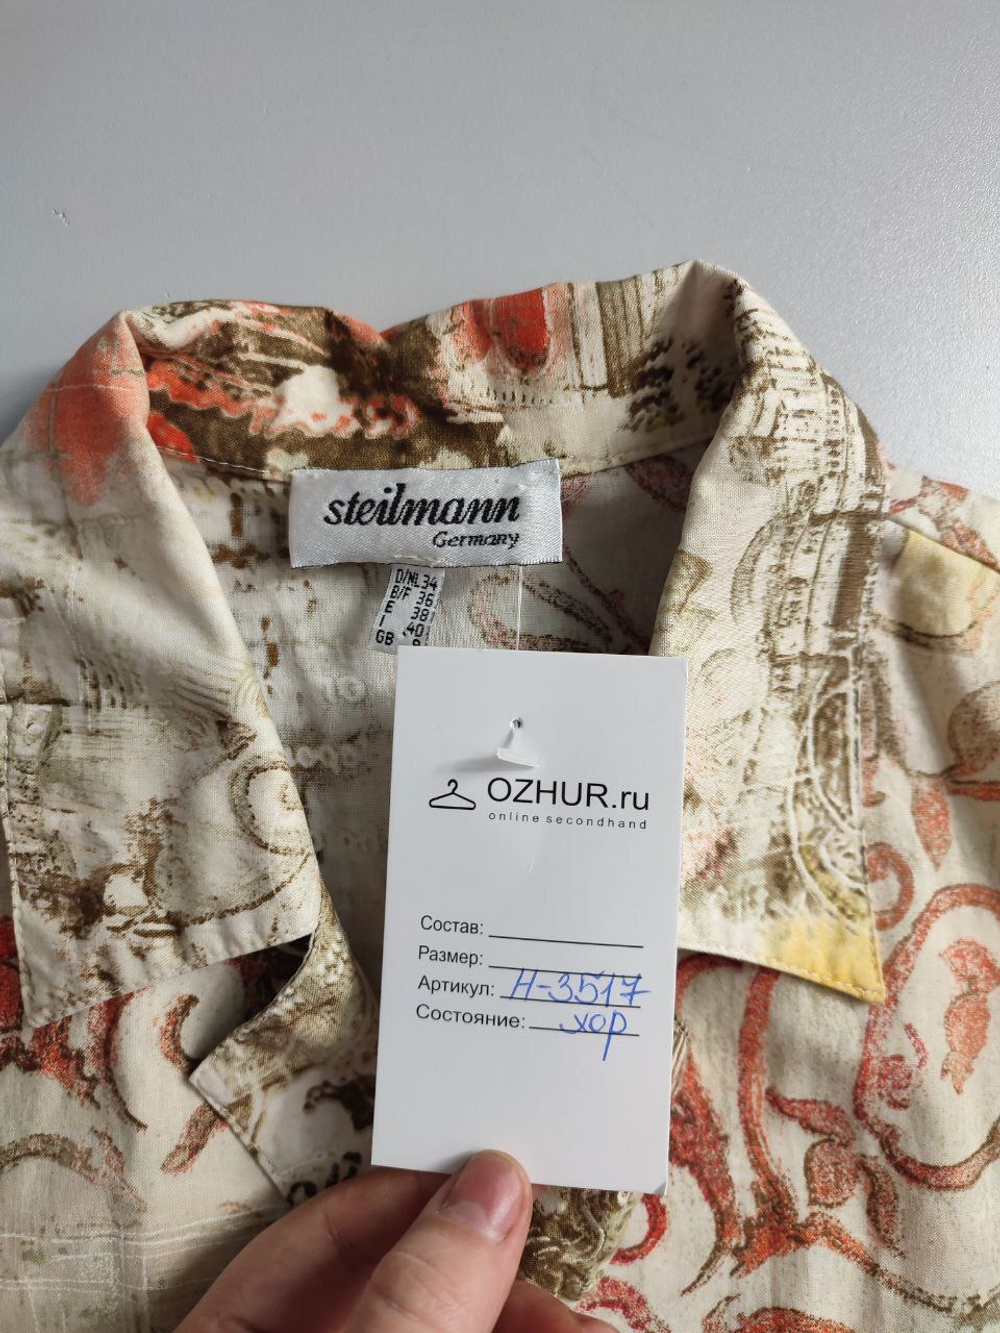 steilmann
Germany
D/NL 34
B/F 36
E 38
I 40
GB
OZHUR.ru
online secondhand
Состав:
Размер:
Артикул: Н-3517
Состояние: хор